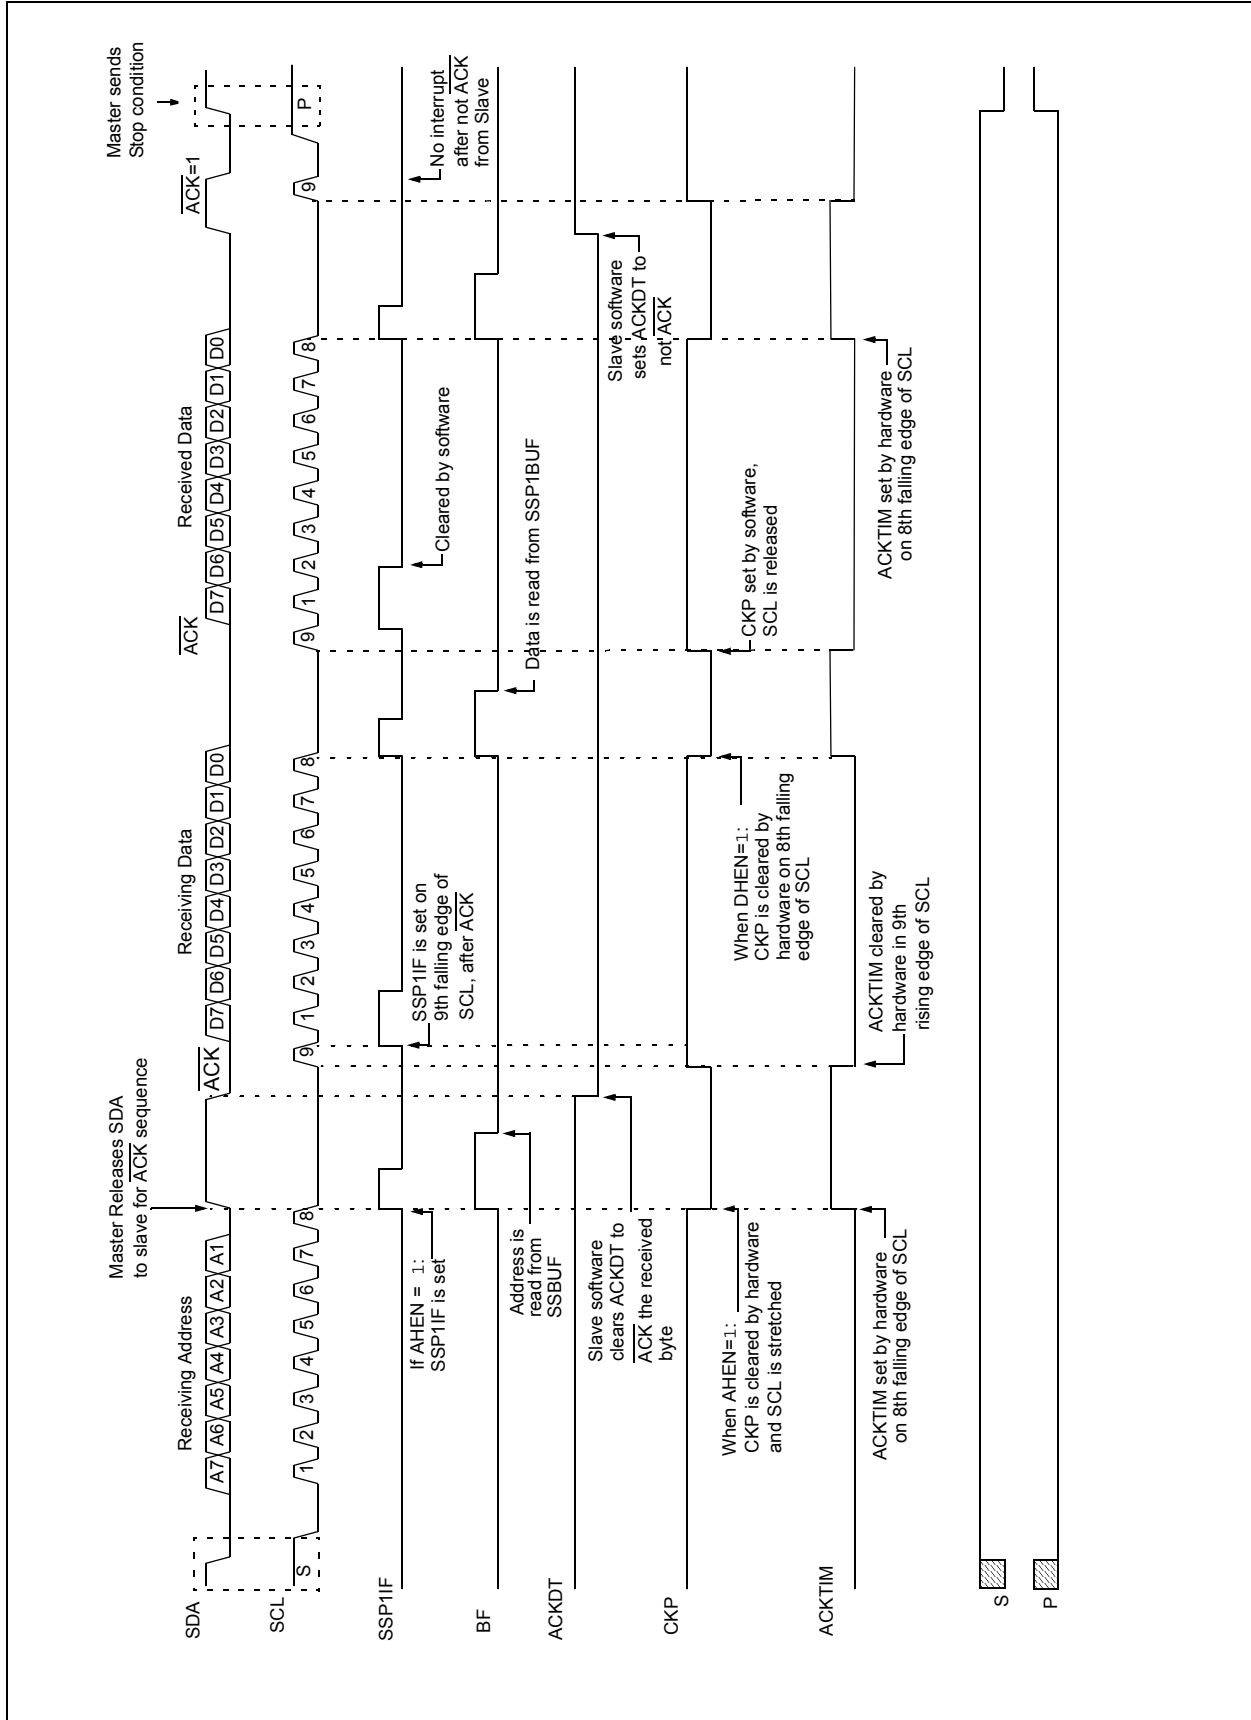 Master Releases SDA
to slave for ACK sequence
Master sends
Stop condition
Receiving Address
Receiving Data
Received Data
ACK
ACK
ACK=1
SDA
A7 A6 A5 A4 A3 A2 A1
D7 D6 D5 D4 D3 D2 D1 D0
D7 D6 D5 D4 D3 D2 D1 D0
SCL
S
1 2 3 4 5 6 7 8 9
1 2 3 4 5 6 7 8 9
1 2 3 4 5 6 7 8 9
P
SSP1IF
If AHEN = 1:
SSP1IF is set
SSP1IF is set on
9th falling edge of
SCL, after ACK
Cleared by software
No interrupt
after not ACK
from Slave
BF
Address is
read from
SSBUF
Data is read from SSP1BUF
ACKDT
Slave software
clears ACKDT to
ACK the received
byte
Slave software
sets ACKDT to
not ACK
CKP
When AHEN=1:
CKP is cleared by hardware
and SCL is stretched
When DHEN=1:
CKP is cleared by
hardware on 8th falling
edge of SCL
CKP set by software,
SCL is released
ACKTIM
ACKTIM set by hardware
on 8th falling edge of SCL
ACKTIM cleared by
hardware in 9th
rising edge of SCL
ACKTIM set by hardware
on 8th falling edge of SCL
S
P